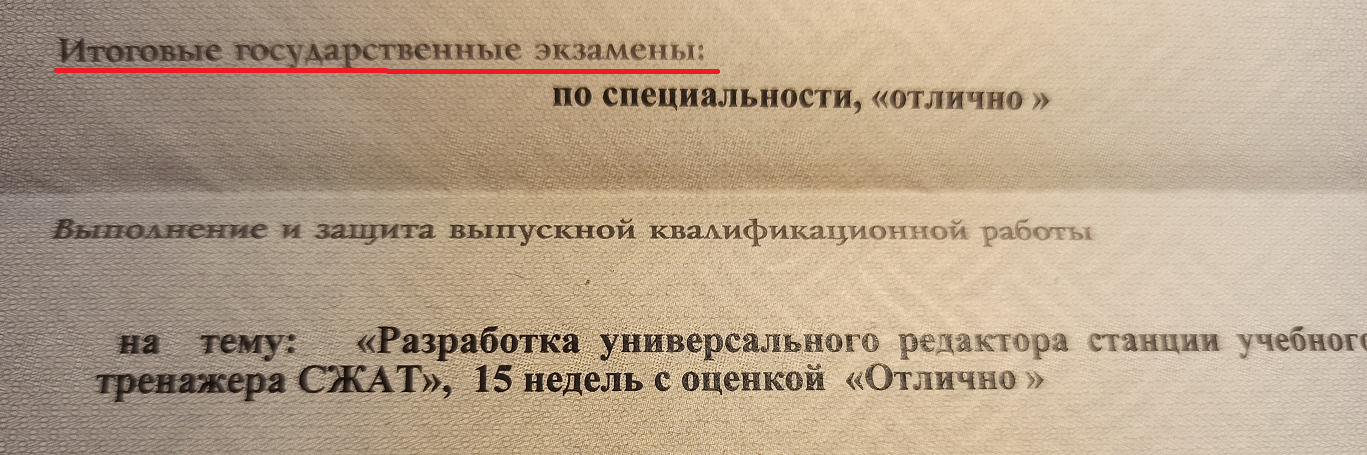 Итоговые государственные экзамены:
по специальности, «отлично »
Выполнение и защита выпускной квалификационной работы
на тему: «Разработка универсального редактора станции учебного
тренажера СЖАТ», 15 недель с оценкой «Отлично »